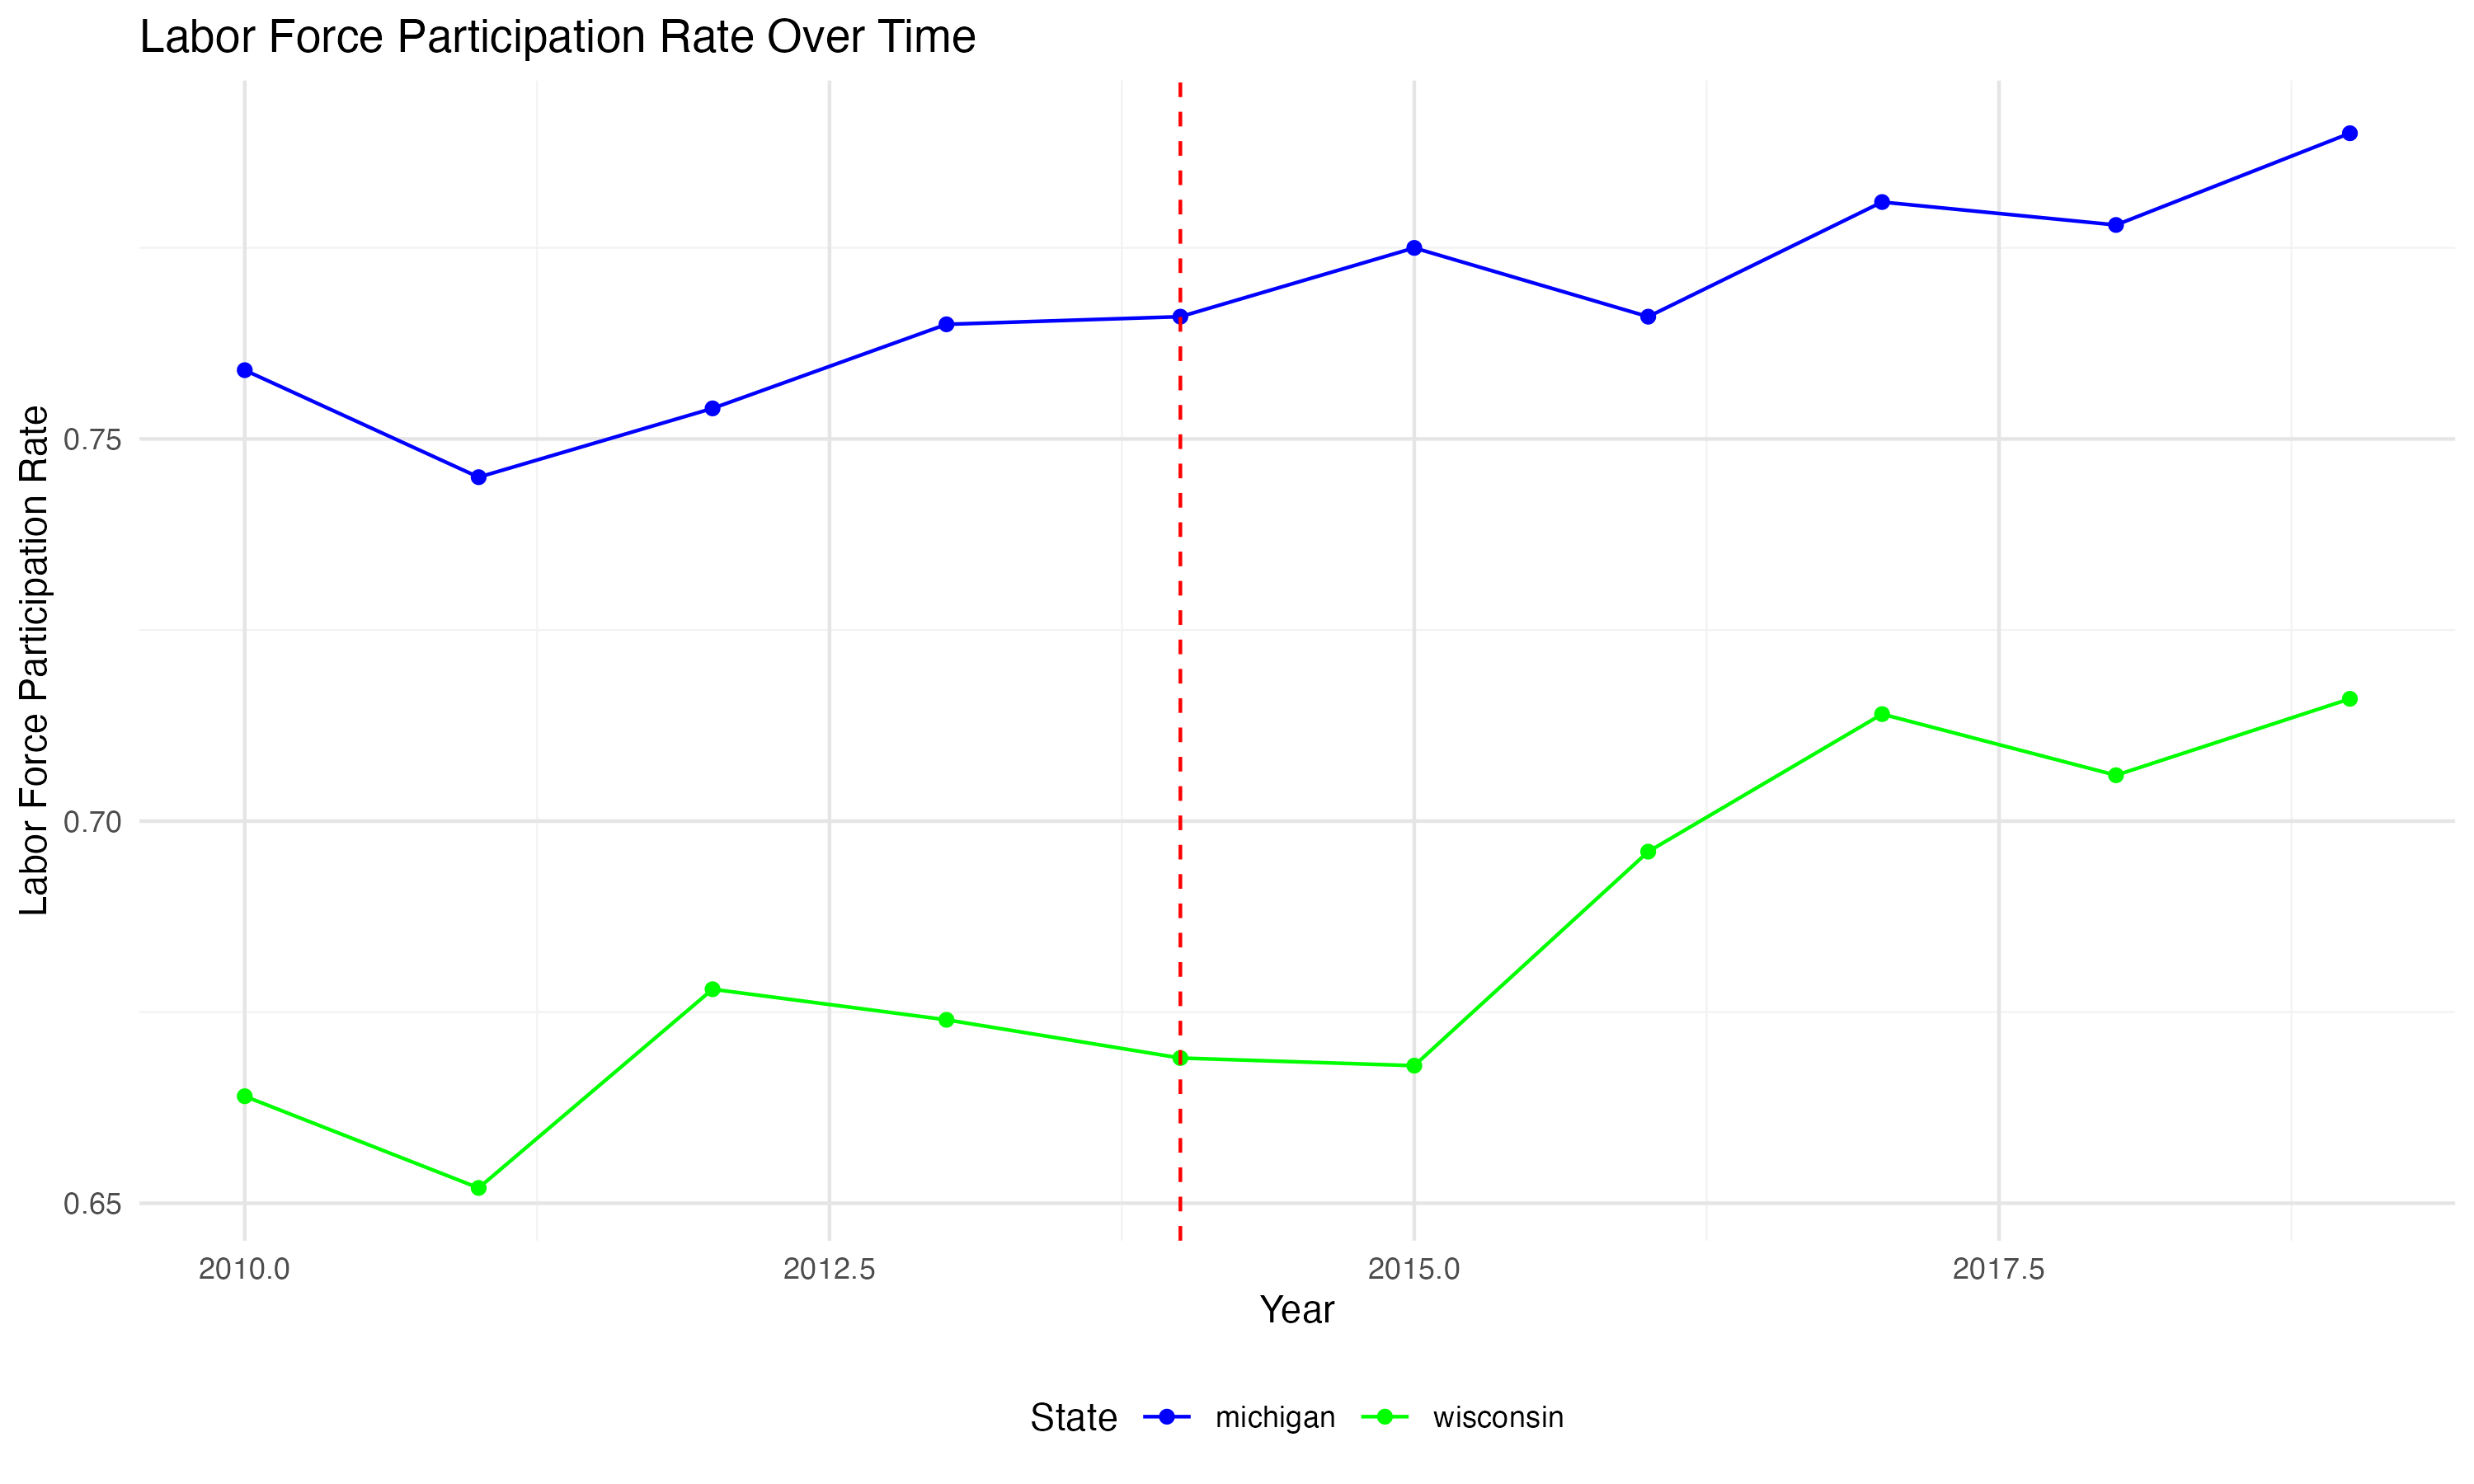 Labor Force Participation Rate Over Time
Labor Force Participation Rate
0.75
0.70
0.65
2010.0 2012.5 2015.0 2017.5
Year
State michigan wisconsin